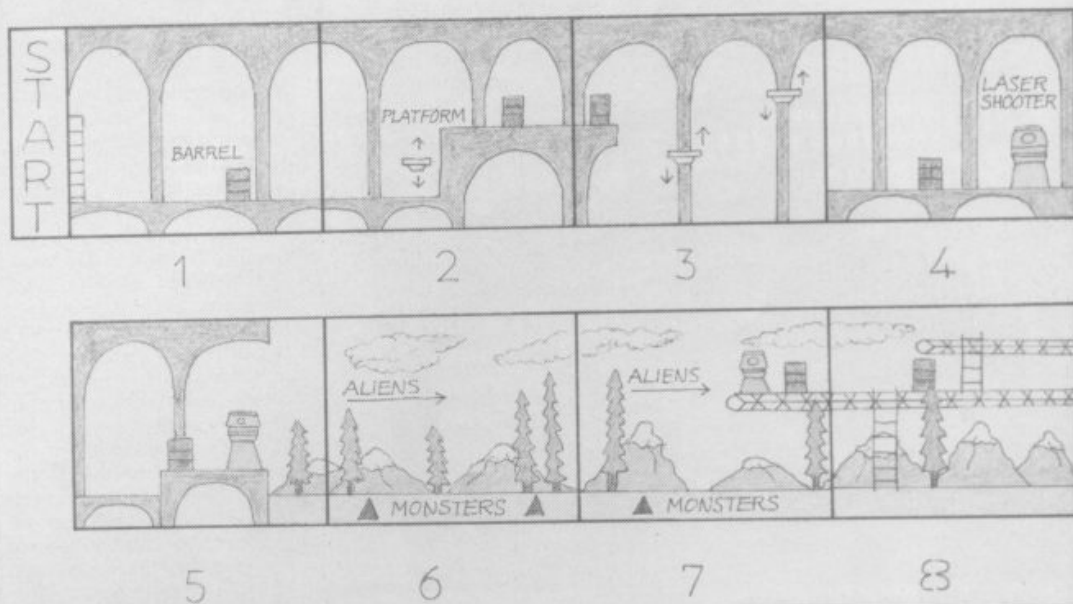 START
BARREL
PLATFORM
LASER
SHOOTER
1
2
3
4
ALIENS
MONSTERS
ALIENS
MONSTERS
5
6
7
8